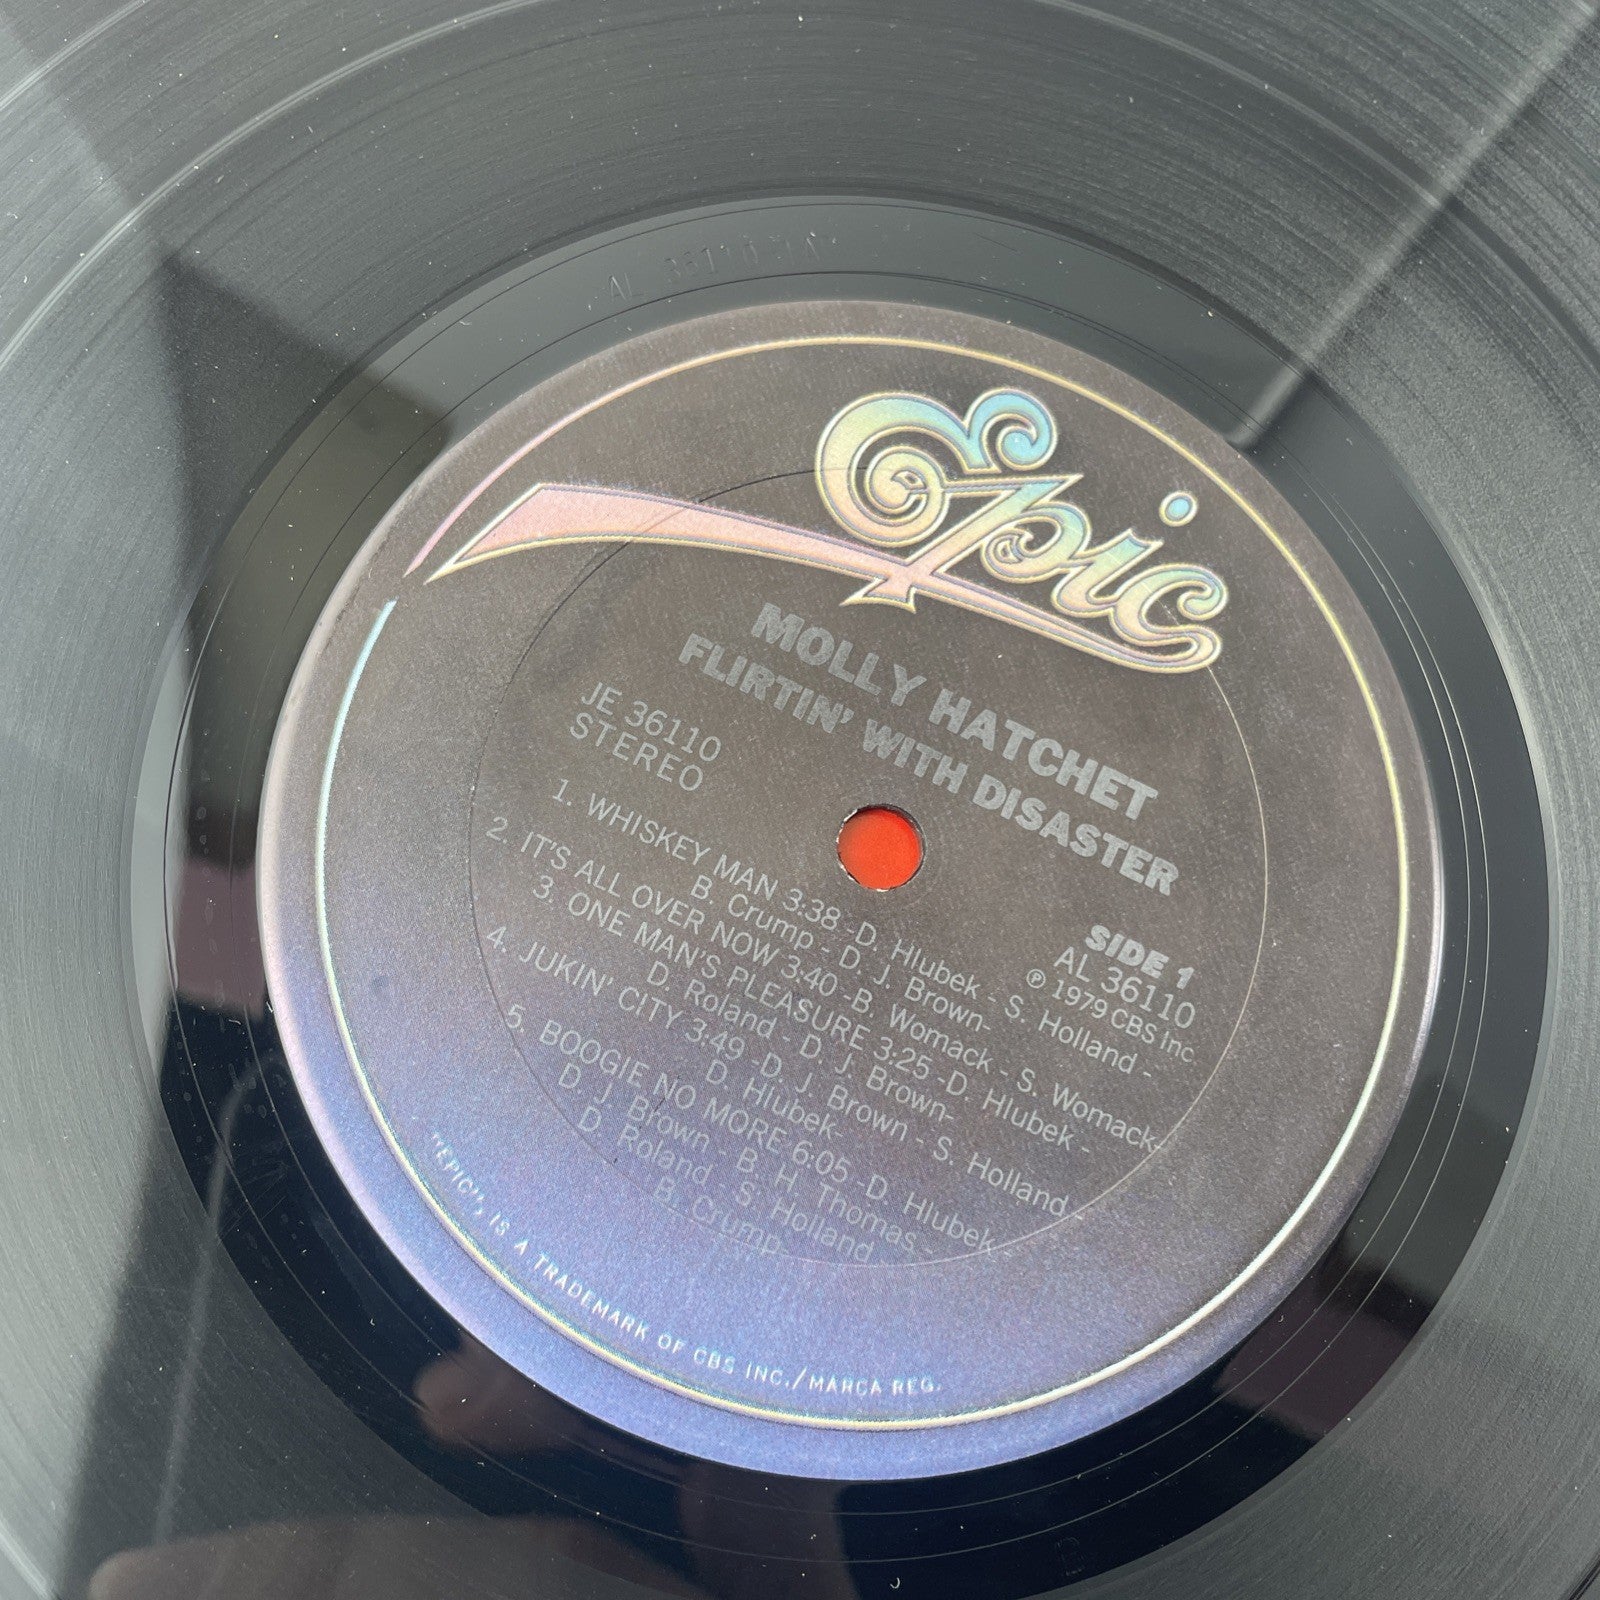 AL 36110 1A
Epic
MOLLY HATCHET
FLIRTIN' WITH DISASTER
JE 36110
STEREO
SIDE 1
AL 36110
℗ 1979 CBS Inc.
1. WHISKEY MAN 3:38 -D. Hlubek - S. Holland -
B. Crump - D. J. Brown-
2. IT'S ALL OVER NOW 3:40 -B. Womack - S. Womack-
3. ONE MAN'S PLEASURE 3:25 -D. Hlubek -
D. Roland - D. J. Brown-
4. JUKIN' CITY 3:49 -D. J. Brown - S. Holland -
D. Hlubek-
5. BOOGIE NO MORE 6:05 -D. Hlubek -
D. J. Brown - B. H. Thomas -
D. Roland - S. Holland
B. Crump-
"EPIC", IS A TRADEMARK OF CBS INC./MARCA REG.